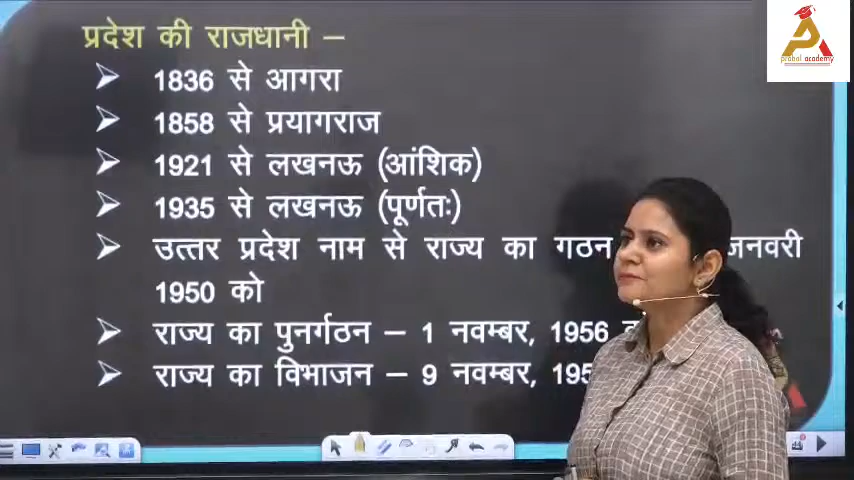 prahal academy
प्रदेश की राजधानी –
1836 से आगरा
1858 से प्रयागराज
1921 से लखनऊ (आंशिक)
1935 से लखनऊ (पूर्णतः)
उत्तर प्रदेश नाम से राज्य का गठन जनवरी
1950 को
राज्य का पुनर्गठन – 1 नवम्बर, 1956
राज्य का विभाजन – 9 नवम्बर,